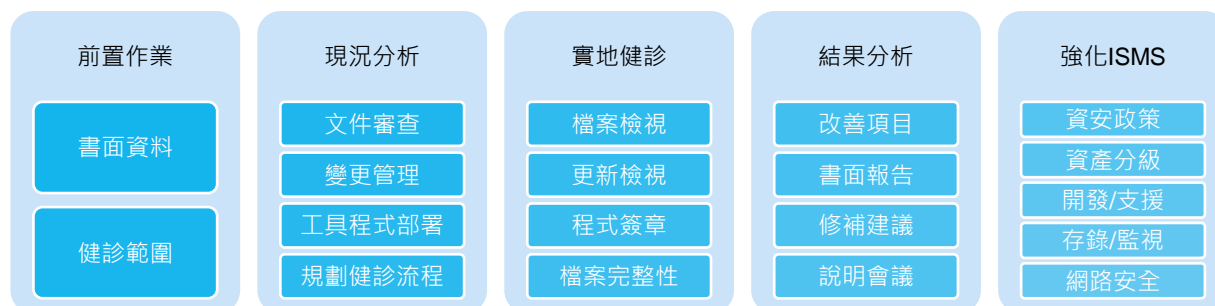 前置作業
書面資料
健診範圍
現況分析
文件審查
變更管理
工具程式部署
規劃健診流程
實地健診
檔案檢視
更新檢視
程式簽章
檔案完整性
結果分析
改善項目
書面報告
修補建議
說明會議
強化ISMS
資安政策
資產分級
開發/支援
存錄/監視
網路安全